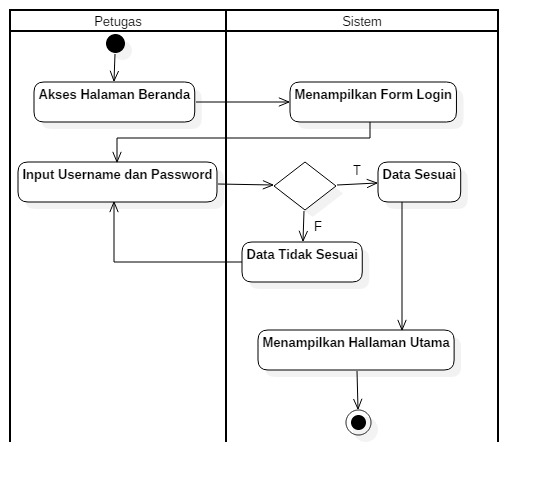 Petugas
Sistem
Akses Halaman Beranda
Menampilkan Form Login
Input Username dan Password
T
Data Sesuai
F
Data Tidak Sesuai
Menampilkan Hallaman Utama